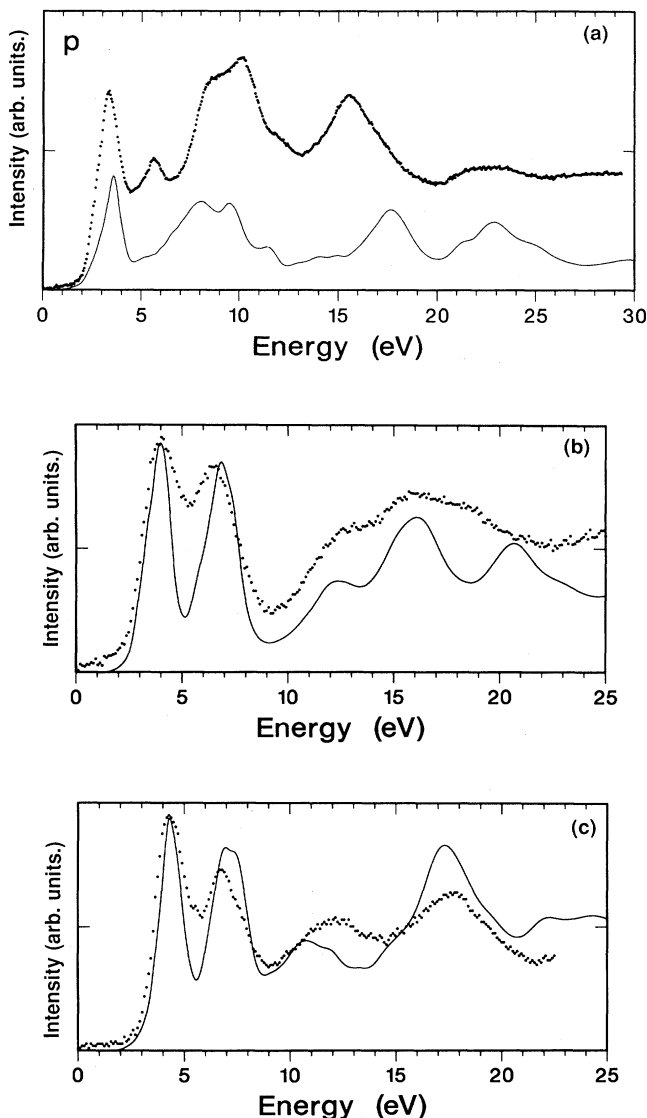 p
(a)
Intensity (arb. units.)
0 5 10 15 20 25 30
Energy (eV)
(b)
Intensity (arb. units.)
0 5 10 15 20 25
Energy (eV)
(c)
Intensity (arb. units.)
0 5 10 15 20 25
Energy (eV)